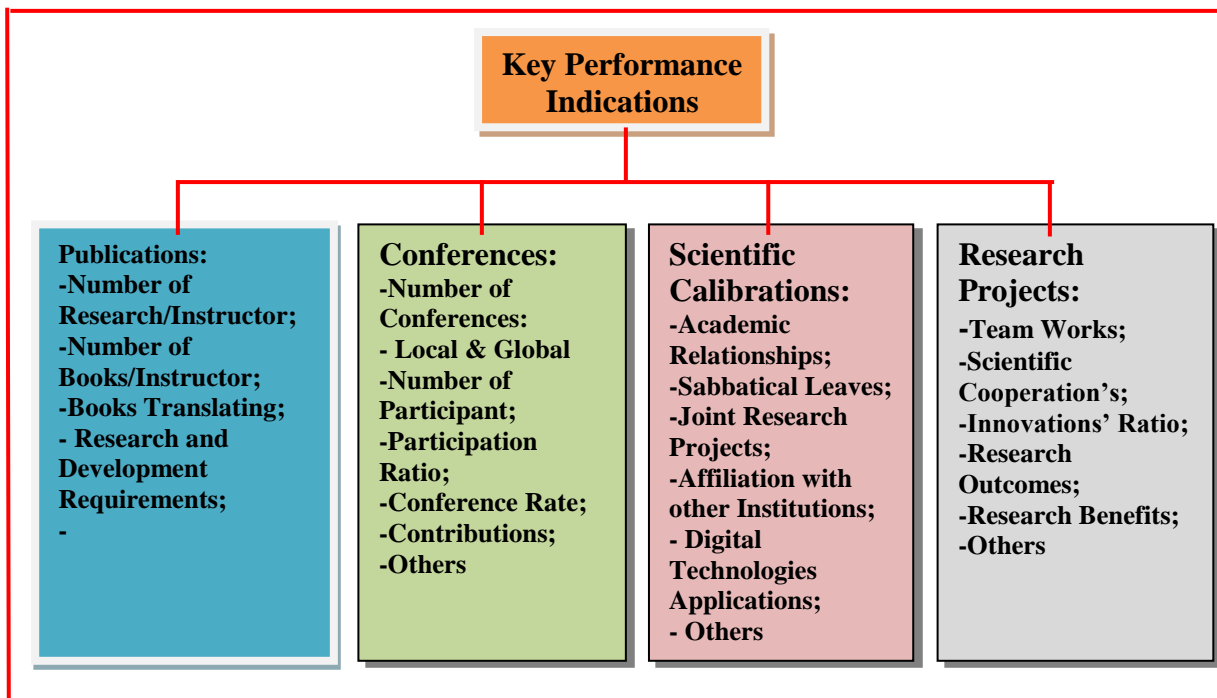 Key Performance
Indications
Publications:
-Number of
Research/Instructor;
-Number of
Books/Instructor;
-Books Translating;
- Research and
Development
Requirements;
-
Conferences:
-Number of
Conferences:
- Local & Global
-Number of
Participant;
-Participation
Ratio;
-Conference Rate;
-Contributions;
-Others
Scientific
Calibrations:
-Academic
Relationships;
-Sabbatical Leaves;
-Joint Research
Projects;
-Affiliation with
other Institutions;
- Digital
Technologies
Applications;
- Others
Research
Projects:
-Team Works;
-Scientific
Cooperation’s;
-Innovations’ Ratio;
-Research
Outcomes;
-Research Benefits;
-Others